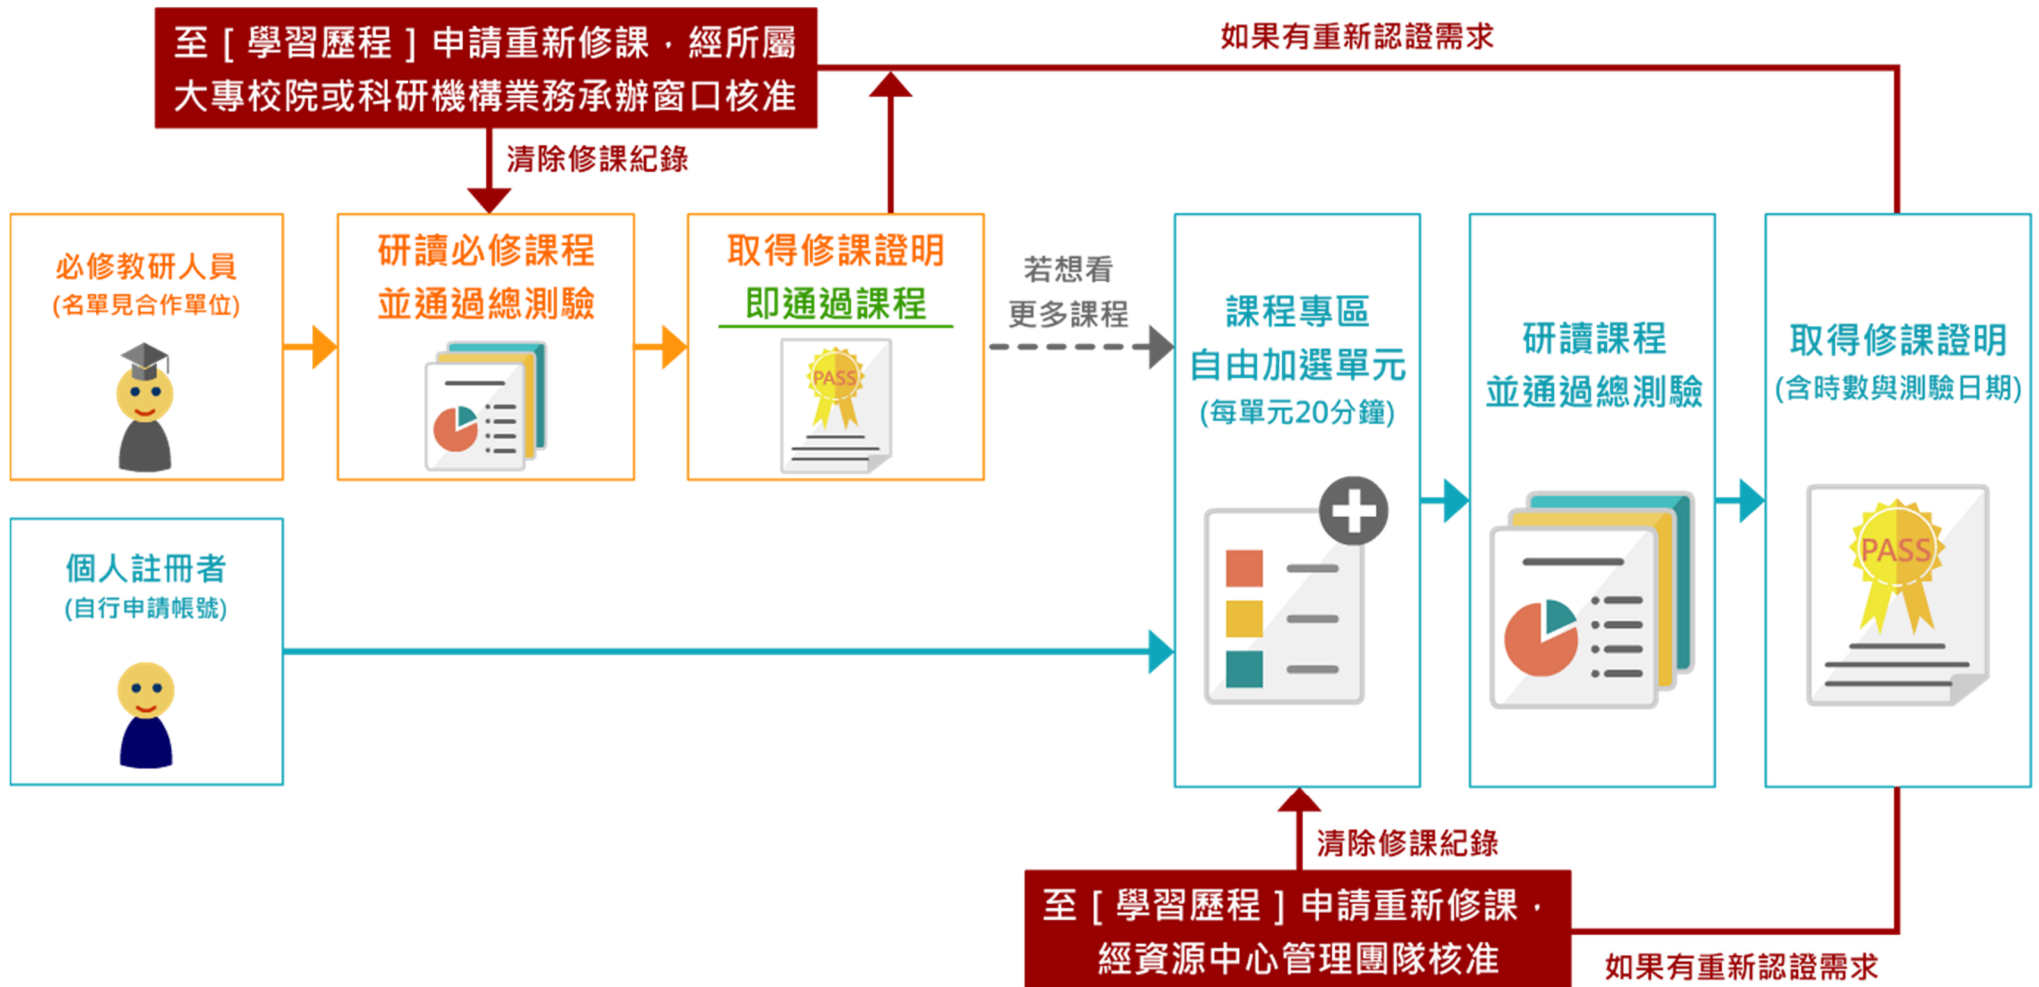 至 [ 學習歷程 ] 申請重新修課，經所屬
大專校院或科研機構業務承辦窗口核准
如果有重新認證需求
清除修課紀錄
必修教研人員
(名單見合作單位)
研讀必修課程
並通過總測驗
取得修課證明
即通過課程
PASS
若想看
更多課程
課程專區
自由加選單元
(每單元20分鐘)
研讀課程
並通過總測驗
取得修課證明
(含時數與測驗日期)
PASS
個人註冊者
(自行申請帳號)
清除修課紀錄
至 [ 學習歷程 ] 申請重新修課，
經資源中心管理團隊核准
如果有重新認證需求